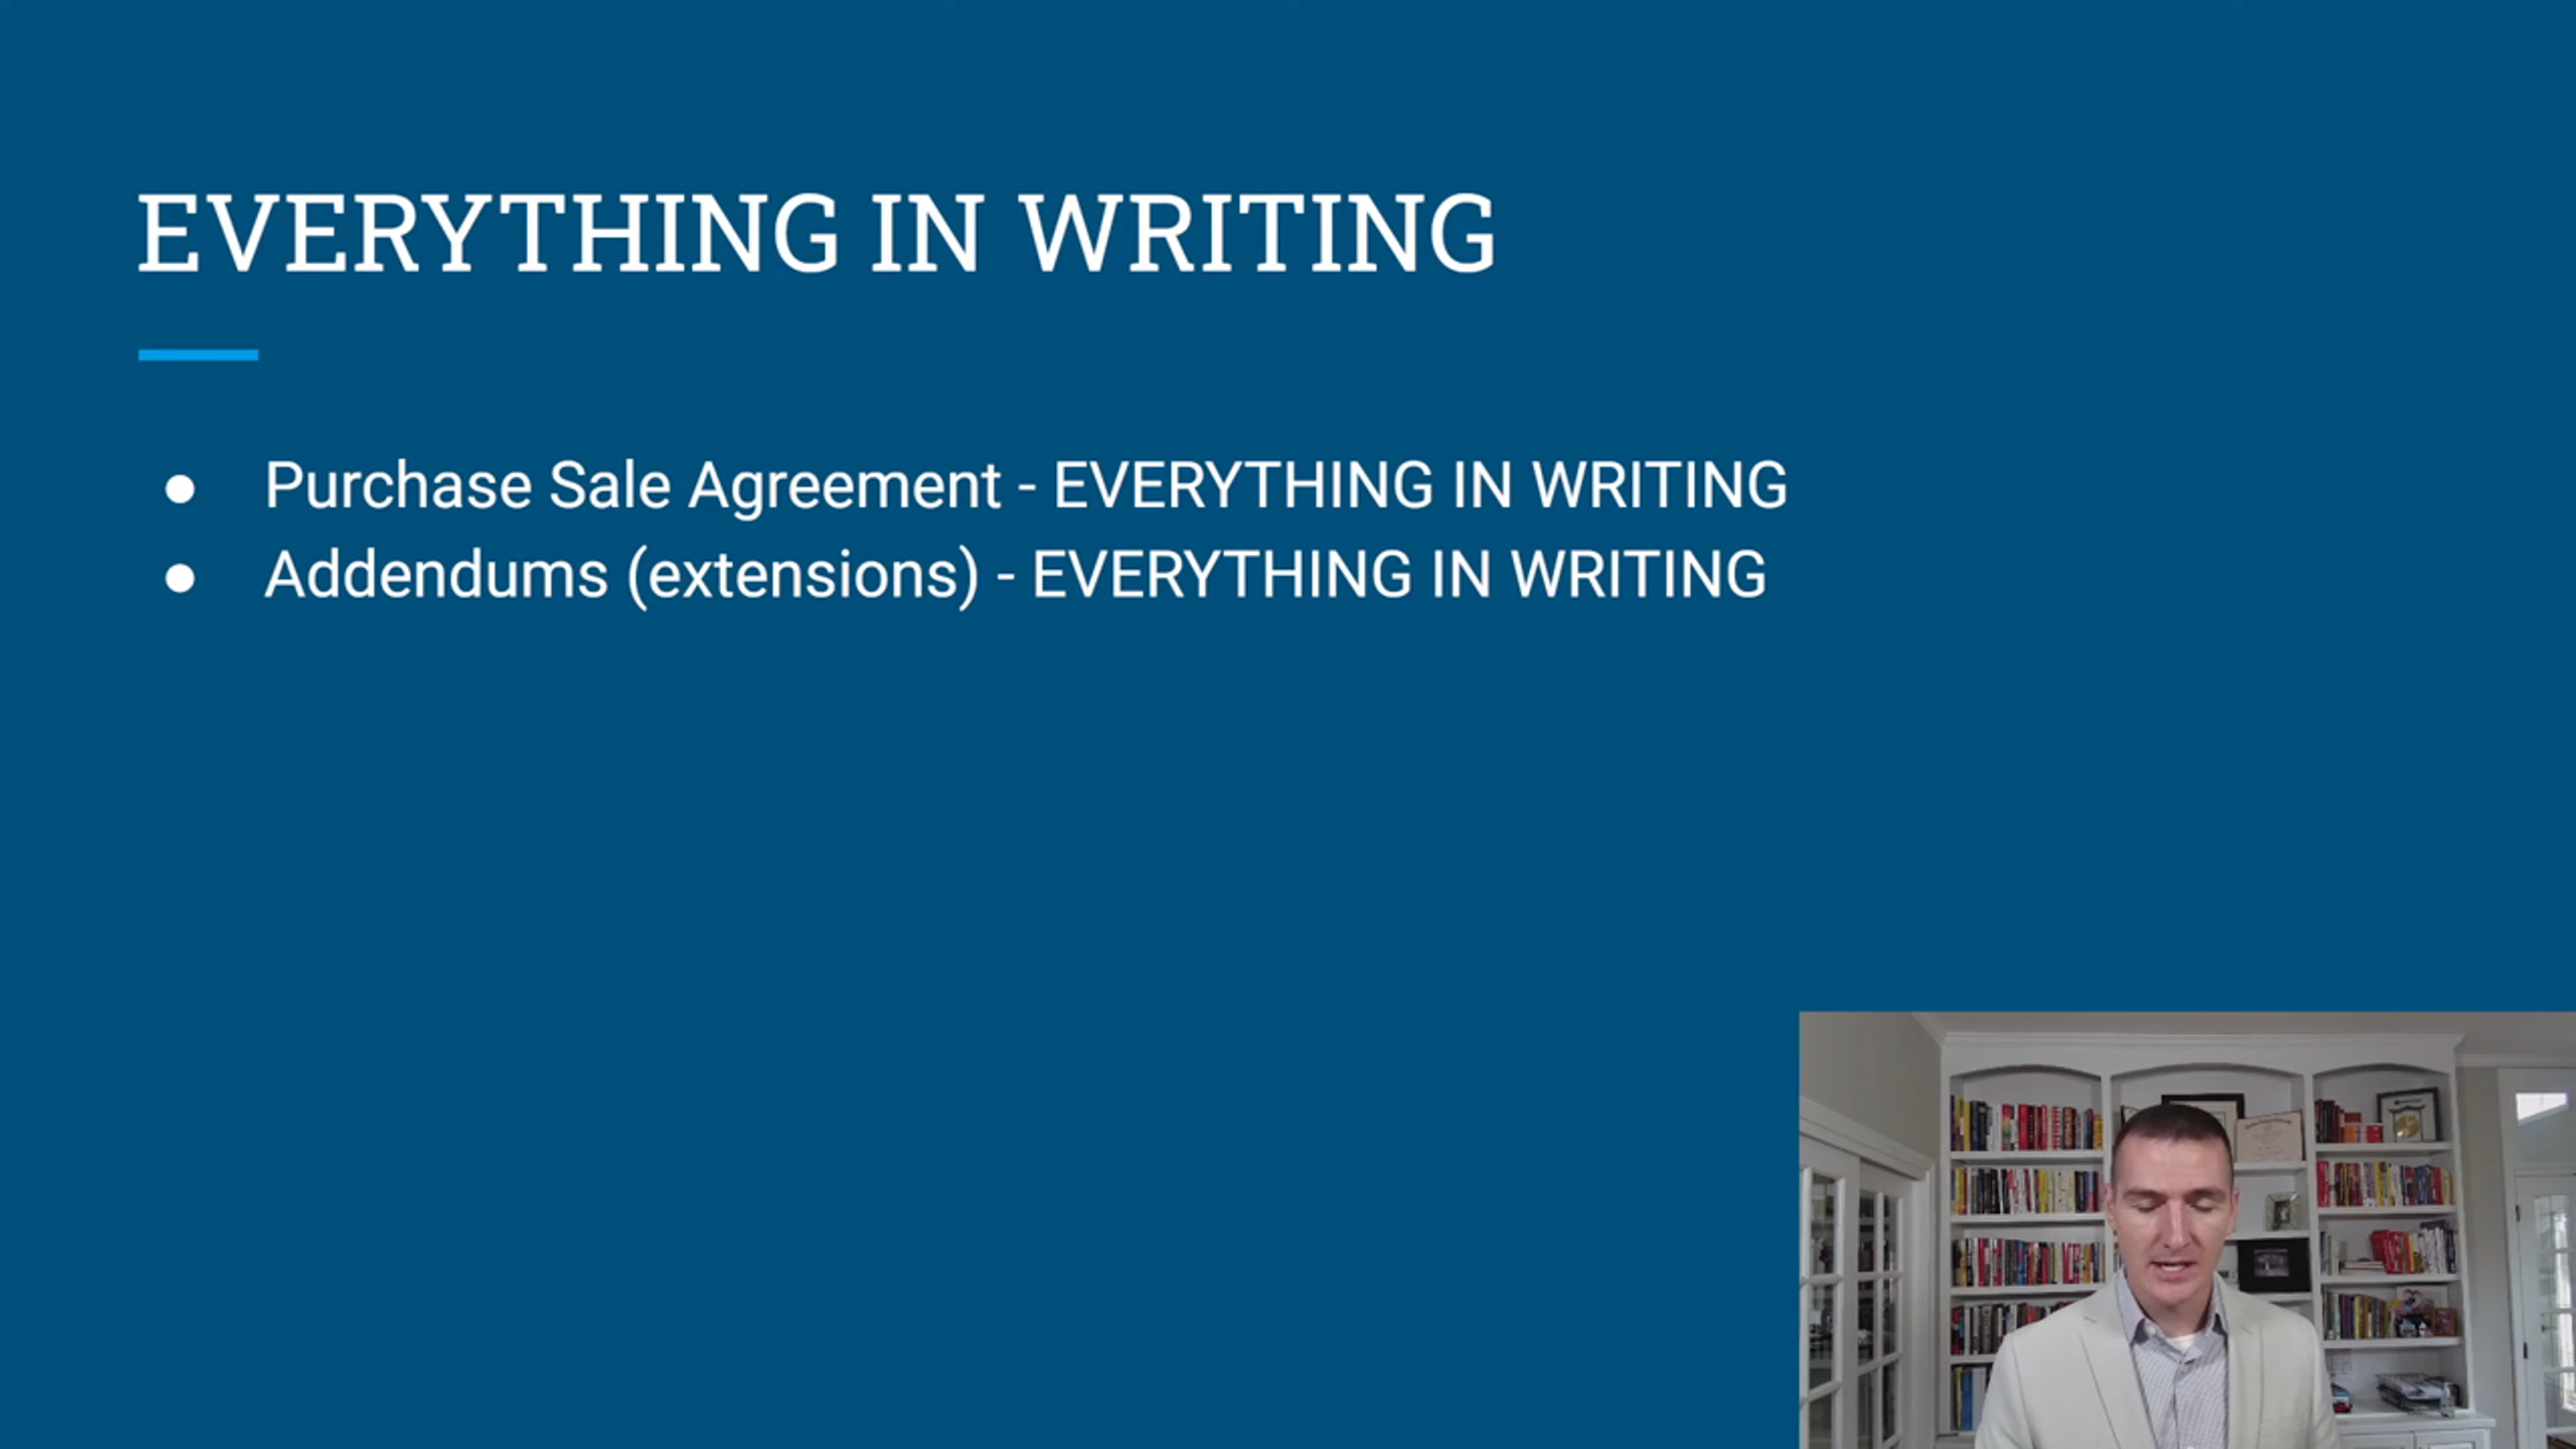 EVERYTHING IN WRITING
● Purchase Sale Agreement - EVERYTHING IN WRITING
● Addendums (extensions) - EVERYTHING IN WRITING